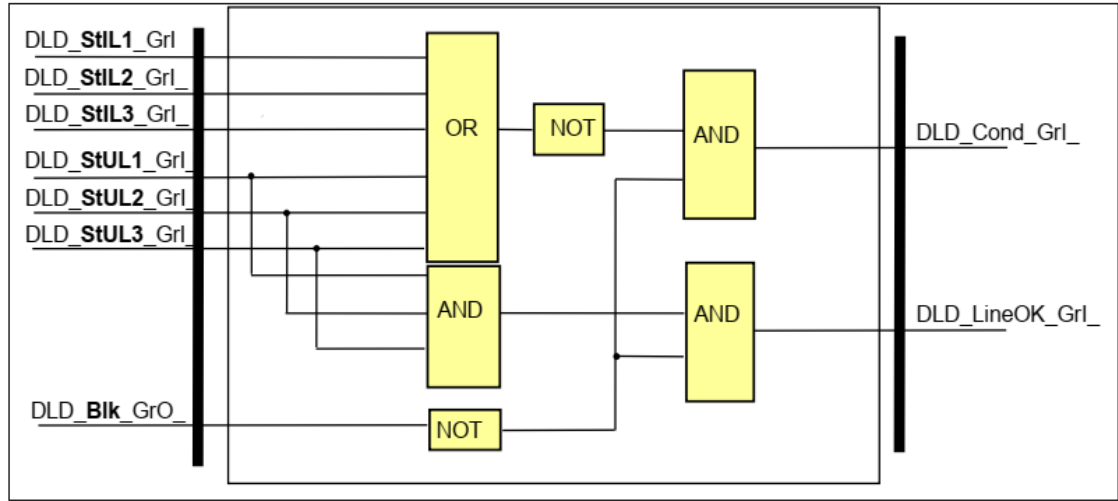 DLD_StIL1_GrI
DLD_StIL2_GrI_
DLD_StIL3_GrI_
DLD_StUL1_GrI_
DLD_StUL2_GrI_
DLD_StUL3_GrI_
DLD_Blk_GrO_
OR
AND
NOT
NOT
AND
AND
DLD_Cond_GrI_
DLD_LineOK_GrI_